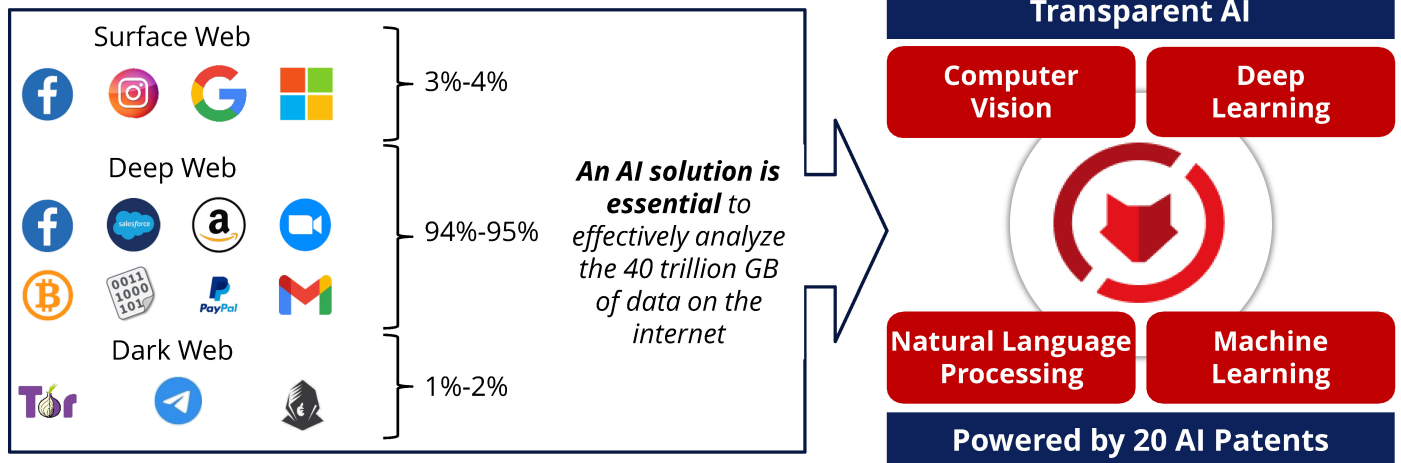 Surface Web
3%-4%
Deep Web
salesforce
a
94%-95%
0011
1000
101
PayPal
Dark Web
Tor
1%-2%
An AI solution is
essential to
effectively analyze
the 40 trillion GB
of data on the
internet
Transparent AI
Computer
Vision
Deep
Learning
Natural Language
Processing
Machine
Learning
Powered by 20 AI Patents